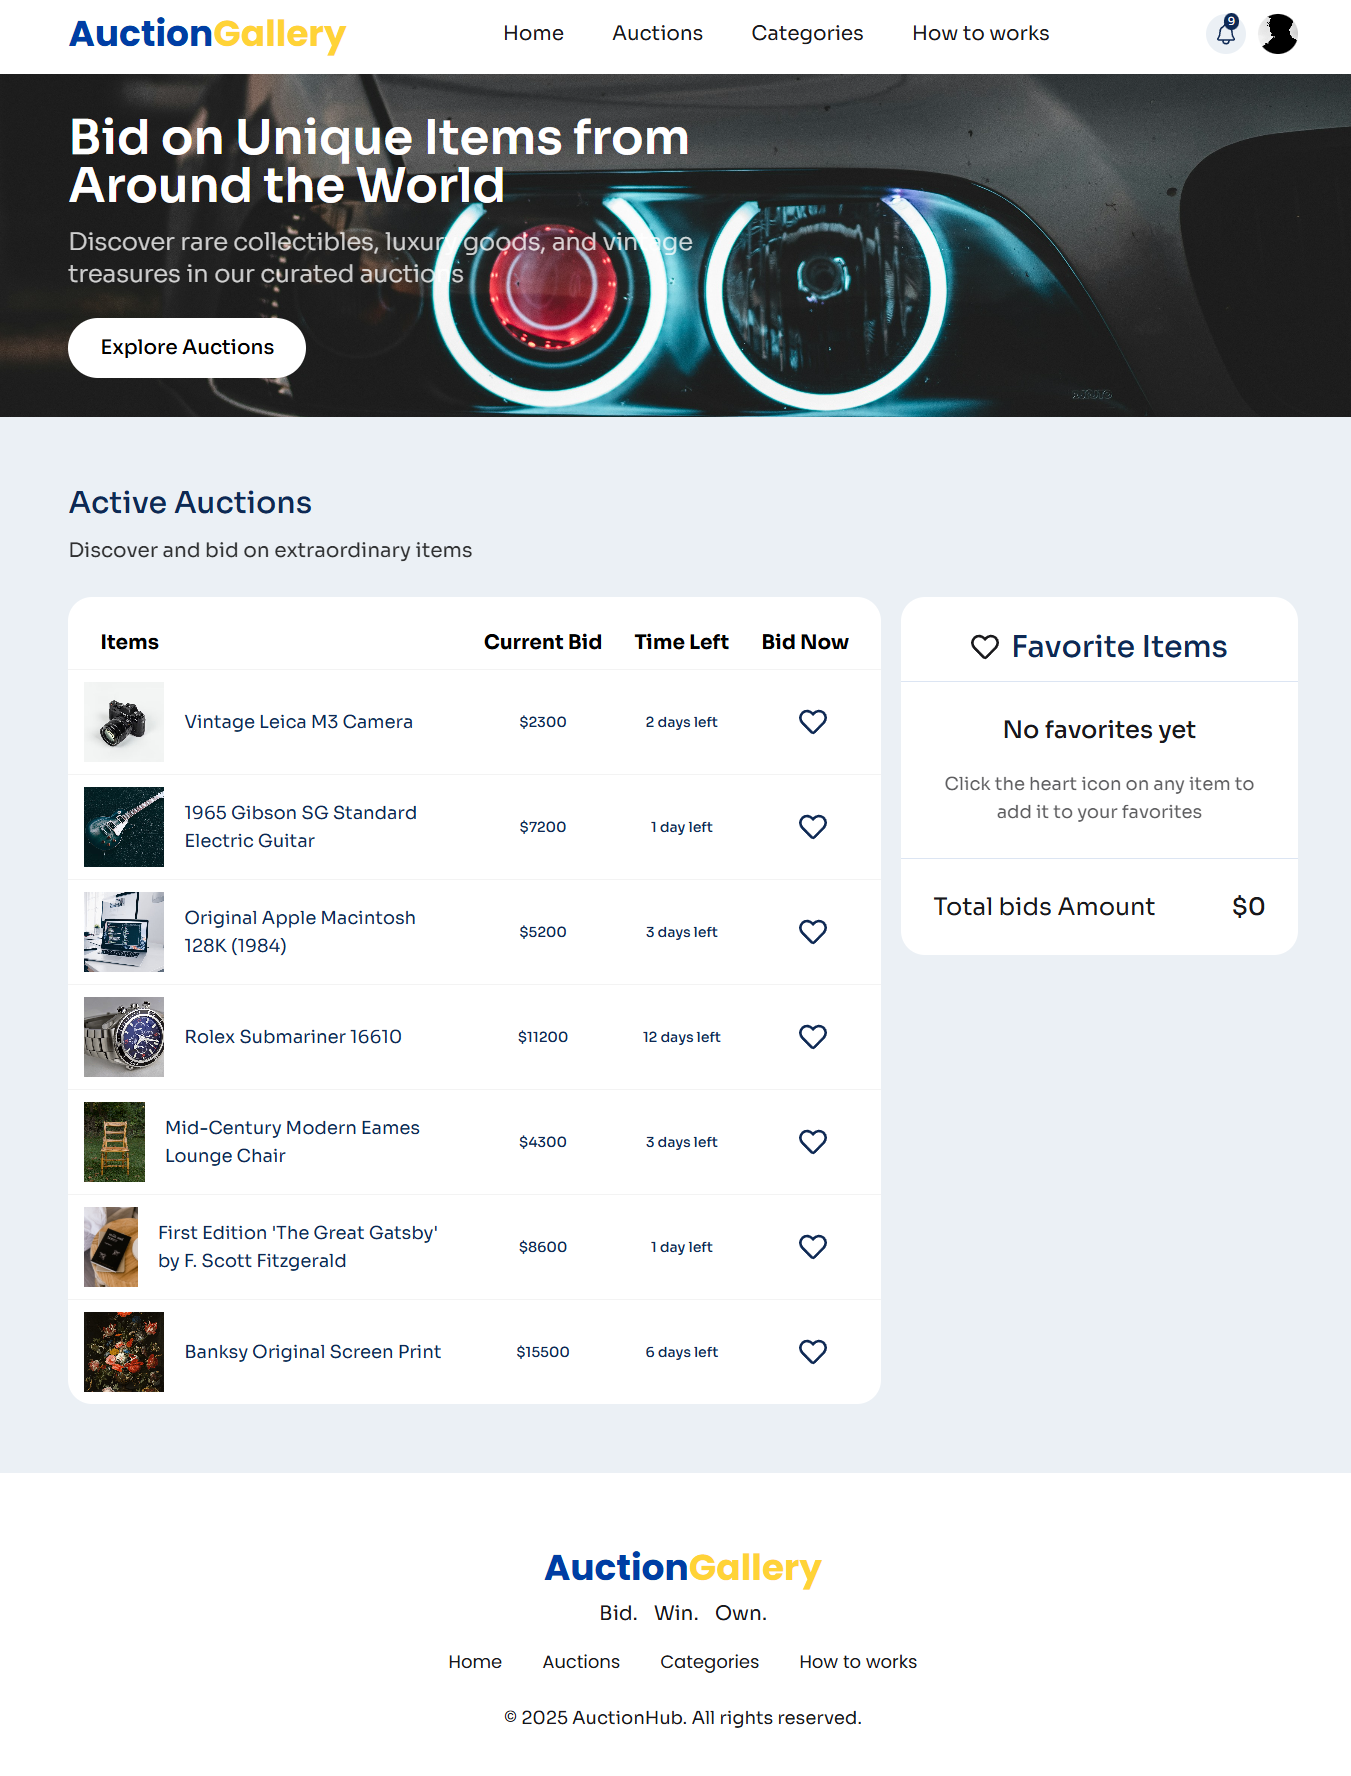 AuctionGallery
Home Auctions Categories How to works
9
Bid on Unique Items from
Around the World
Discover rare collectibles, luxury goods, and vintage
treasures in our curated auctions
Explore Auctions
Active Auctions
Discover and bid on extraordinary items
Items Current Bid Time Left Bid Now
Vintage Leica M3 Camera $2300 2 days left
1965 Gibson SG Standard
Electric Guitar
$7200 1 day left
Original Apple Macintosh
128K (1984)
$5200 3 days left
Rolex Submariner 16610 $11200 12 days left
Mid-Century Modern Eames
Lounge Chair
$4300 3 days left
First Edition 'The Great Gatsby'
by F. Scott Fitzgerald
$8600 1 day left
Banksy Original Screen Print $15500 6 days left
Favorite Items
No favorites yet
Click the heart icon on any item to
add it to your favorites
Total bids Amount $0
AuctionGallery
Bid. Win. Own.
Home Auctions Categories How to works
© 2025 AuctionHub. All rights reserved.